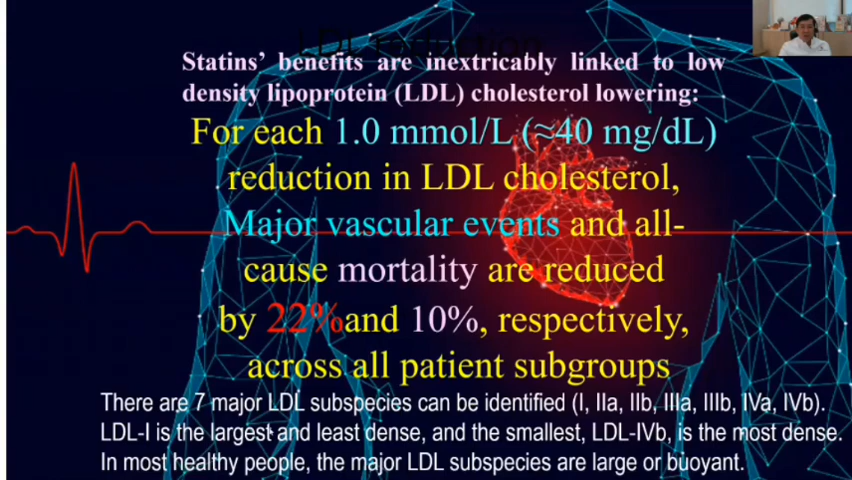 LDL reduction
Statins’ benefits are inextricably linked to low
density lipoprotein (LDL) cholesterol lowering:
For each 1.0 mmol/L (≈40 mg/dL)
reduction in LDL cholesterol,
Major vascular events and all-
cause mortality are reduced
by 22%and 10%, respectively,
across all patient subgroups
There are 7 major LDL subspecies can be identified (I, IIa, IIb, IIIa, IIIb, IVa, IVb).
LDL-I is the largest and least dense, and the smallest, LDL-IVb, is the most dense.
In most healthy people, the major LDL subspecies are large or buoyant.